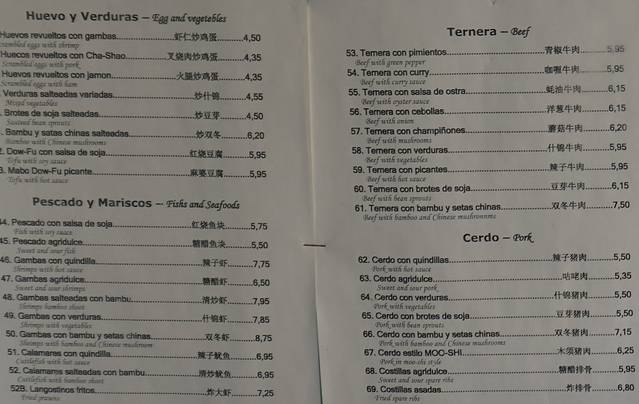 Huevo y Verduras – Egg and vegetebles
Huevos revueltos con gambas 虾仁炒鸡蛋 4,50
Scrambled eggs with shrimp
Huecos revueltos con Cha-Shao 叉烧肉炒鸡蛋 4,35
Scrambled eggs with pork
Huevos revueltos con jamon 火腿炒鸡蛋 4,35
Scrambled eggs with ham
Verduras salteadas variadas 炒什锦 4,55
Mixed vegetables
Brotes de soja salteadas 炒豆芽 4,50
Sauteed bean sprouts
Bambu y satas chinas salteadas 炒双冬 6,20
Bamboo with Chinese mushrooms
Dow-Fu con salsa de soja 红烧豆腐 5,95
Tofu with soy sauce
3. Mabo Dow-Fu picante 麻婆豆腐 5,95
Tofu with hot sauce
Pescado y Mariscos – Fishs and Seafoods
44. Pescado con salsa de soja 红烧鱼块 5,75
Fish with soy sauce
45. Pescado agridulce 糖醋鱼块 5,50
Sweet and sour fish
46. Gambas con quindilla 辣子虾 7,75
Shrimps with hot sauce
47. Gambas agridulce 糖醋虾 6,50
Sweet and sour shrimps
48. Gambas salteadas con bambu 清炒虾 7,95
Shrimps bamboo shoot
49. Gambas con verduras 什锦虾 7,85
Shrimps with vegetables
50. Gambas con bambu y setas chinas 双冬虾 8,75
Shrimps with bamboo and Chinese mushroom
51. Calamares con quindilla 辣子鱿鱼 6,95
Cuttlefish with hot sauce
52. Calamares salteadas con bambu 清炒鱿鱼 6,95
Cuttlefish with bamboo shoot
52B. Langostinos fritos 炸大虾 7,25
Fried prawns
Ternera – Beef
53. Ternera con pimientos 青椒牛肉 5,95
Beef with green pepper
54. Ternera con curry 咖喱牛肉 5,95
Beef with curry sauce
55. Ternera con salsa de ostra 蚝油牛肉 6,15
Beef with oyster sauce
56. Ternera con cebollas 洋葱牛肉 6,15
Beef with onion
57. Ternera con champiñones 蘑菇牛肉 6,20
Beef with mushrooms
58. Ternera con verduras 什锦牛肉 5,95
Beef with vegetables
59. Ternera con picantes 辣子牛肉 5,95
Beef with hot sauce
60. Ternera con brotes de soja 豆芽牛肉 6,15
Beef with bean sprouts
61. Ternera con bambu y setas chinas 双冬牛肉 7,50
Beef with bamboo and Chinese mushronnms
Cerdo – Pork
62. Cerdo con quindillas 辣子猪肉 5,50
Pork with hot sauce
63. Cerdo agridulce 咕咾肉 5,35
Sweet and sour pork
64. Cerdo con verduras 什锦猪肉 5,50
Pork with vegetables
65. Cerdo con brotes de soja 豆芽猪肉 5,50
Pork with bean sprouts
66. Cerdo con bambu y setas chinas 双冬猪肉 7,15
Pork with bamboo and Chinese mushrooms
67. Cerdo estilo MOO-SHI 木须猪肉 6,25
Pork in moo-shi style
68. Costillas agridulce 糖醋排骨 5,95
Sweet and sour spare ribs
69. Costillas asadas 炸排骨 6,80
Fried spare ribs